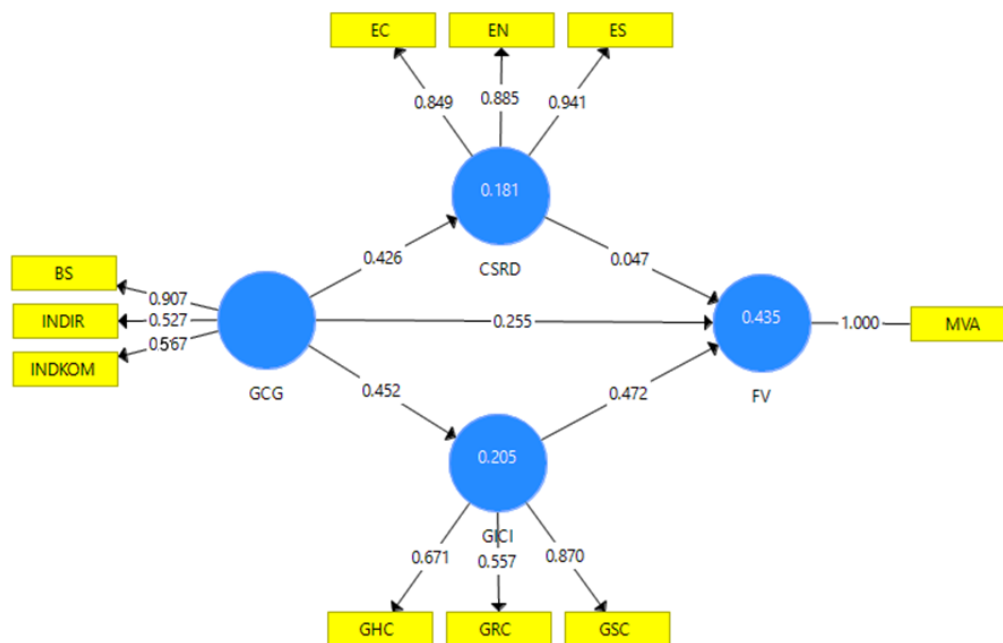 EC EN ES
0.849 0.885 0.941
0.181
CSRD
0.426 0.047
BS
0.907
INDIR
0.527
INDKOM
0.567
GCG
0.255
0.435
FV
1.000
MVA
0.452 0.472
0.205
GICI
0.671 0.557 0.870
GHC GRC GSC